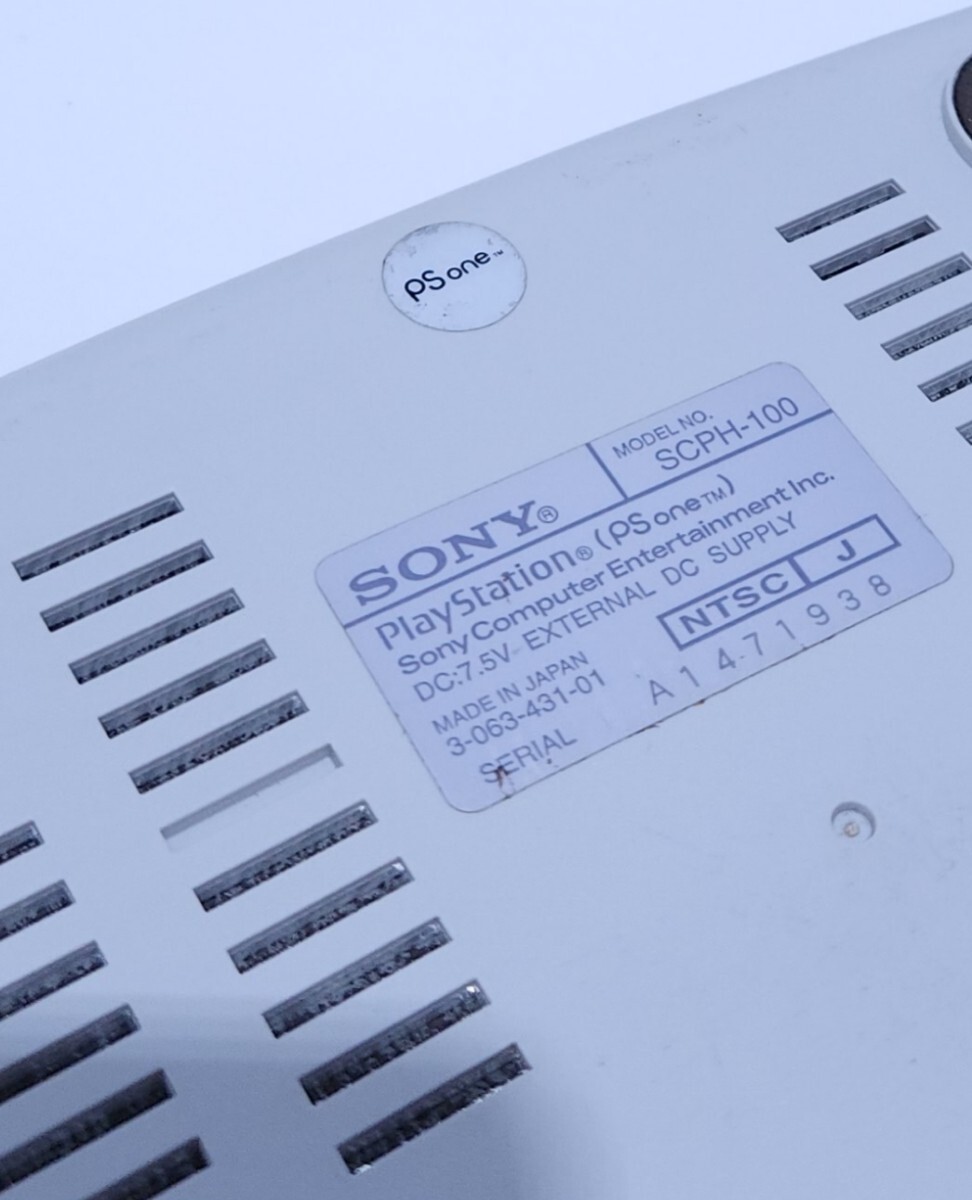 PS one™
SONY®
MODEL NO.
SCPH-100
PlayStation® (PS one™)
Sony Computer Entertainment Inc.
DC:7.5V⎓ EXTERNAL DC SUPPLY
NTSC J
MADE IN JAPAN
3-063-431-01
SERIAL A1471938